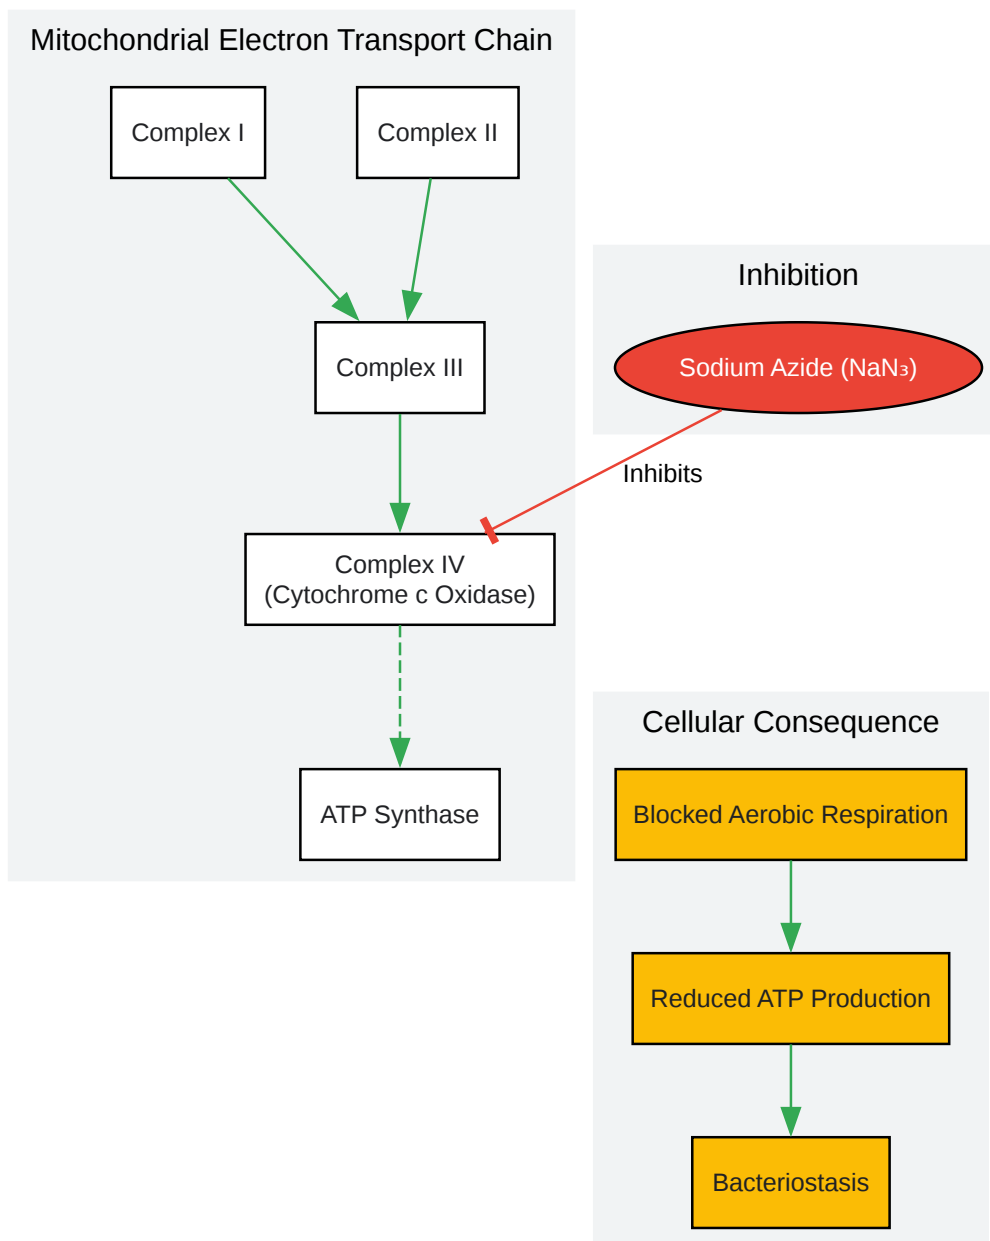 Mitochondrial Electron Transport Chain
Complex I
Complex II
Complex III
Inhibition
Sodium Azide (NaN₃)
Inhibits
Complex IV
(Cytochrome c Oxidase)
ATP Synthase
Cellular Consequence
Blocked Aerobic Respiration
Reduced ATP Production
Bacteriostasis